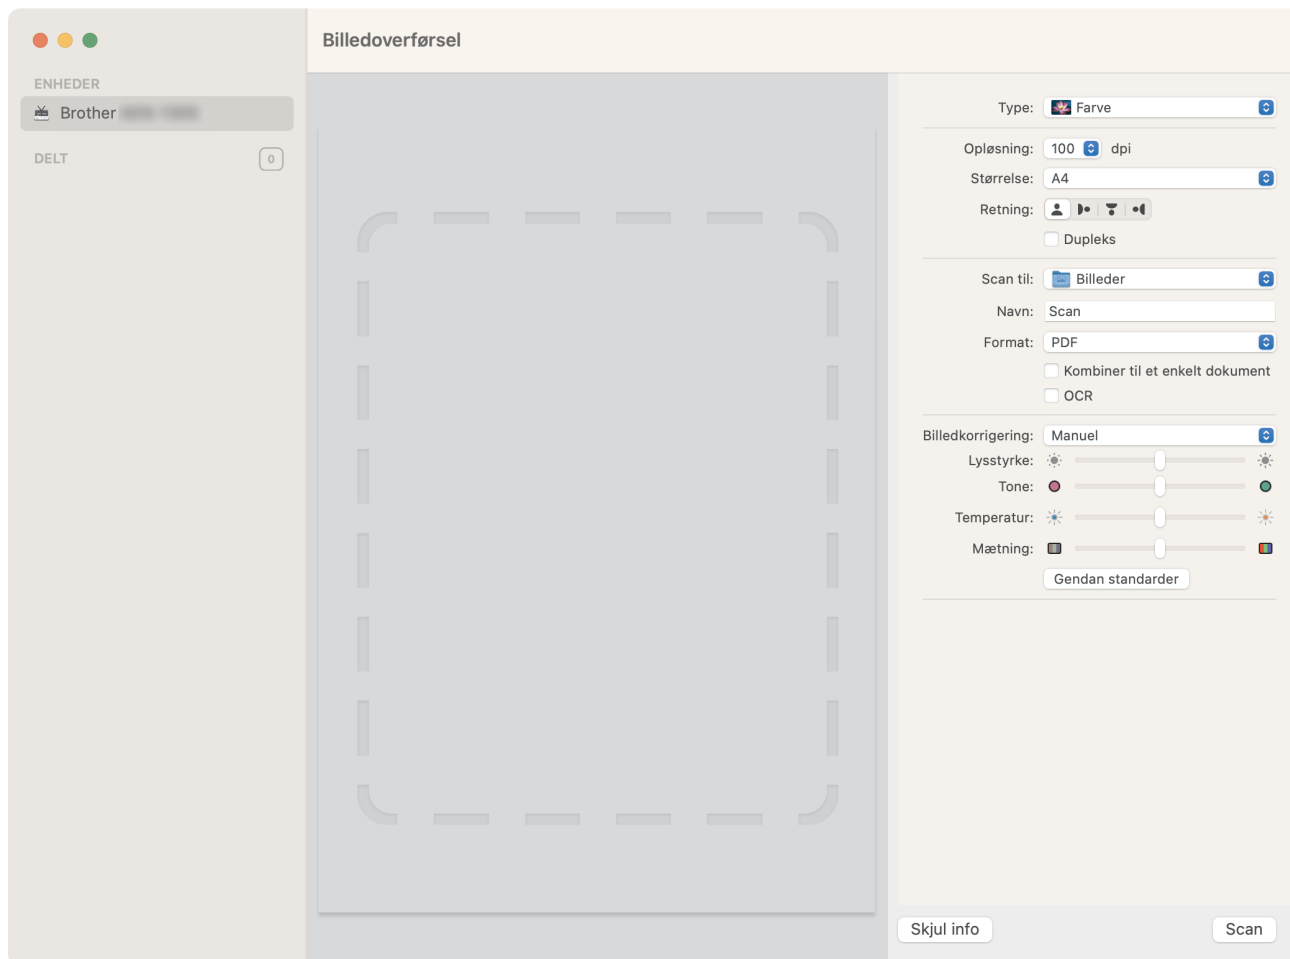 Billedoverførsel
ENHEDER
Brother
DELT
0
Type: Farve
Opløsning: 100 dpi
Størrelse: A4
Retning:
Dupleks
Scan til: Billeder
Navn: Scan
Format: PDF
Kombiner til et enkelt dokument
OCR
Billedkorrigering: Manuel
Lysstyrke:
Tone:
Temperatur:
Mætning:
Gendan standarder
Skjul info
Scan